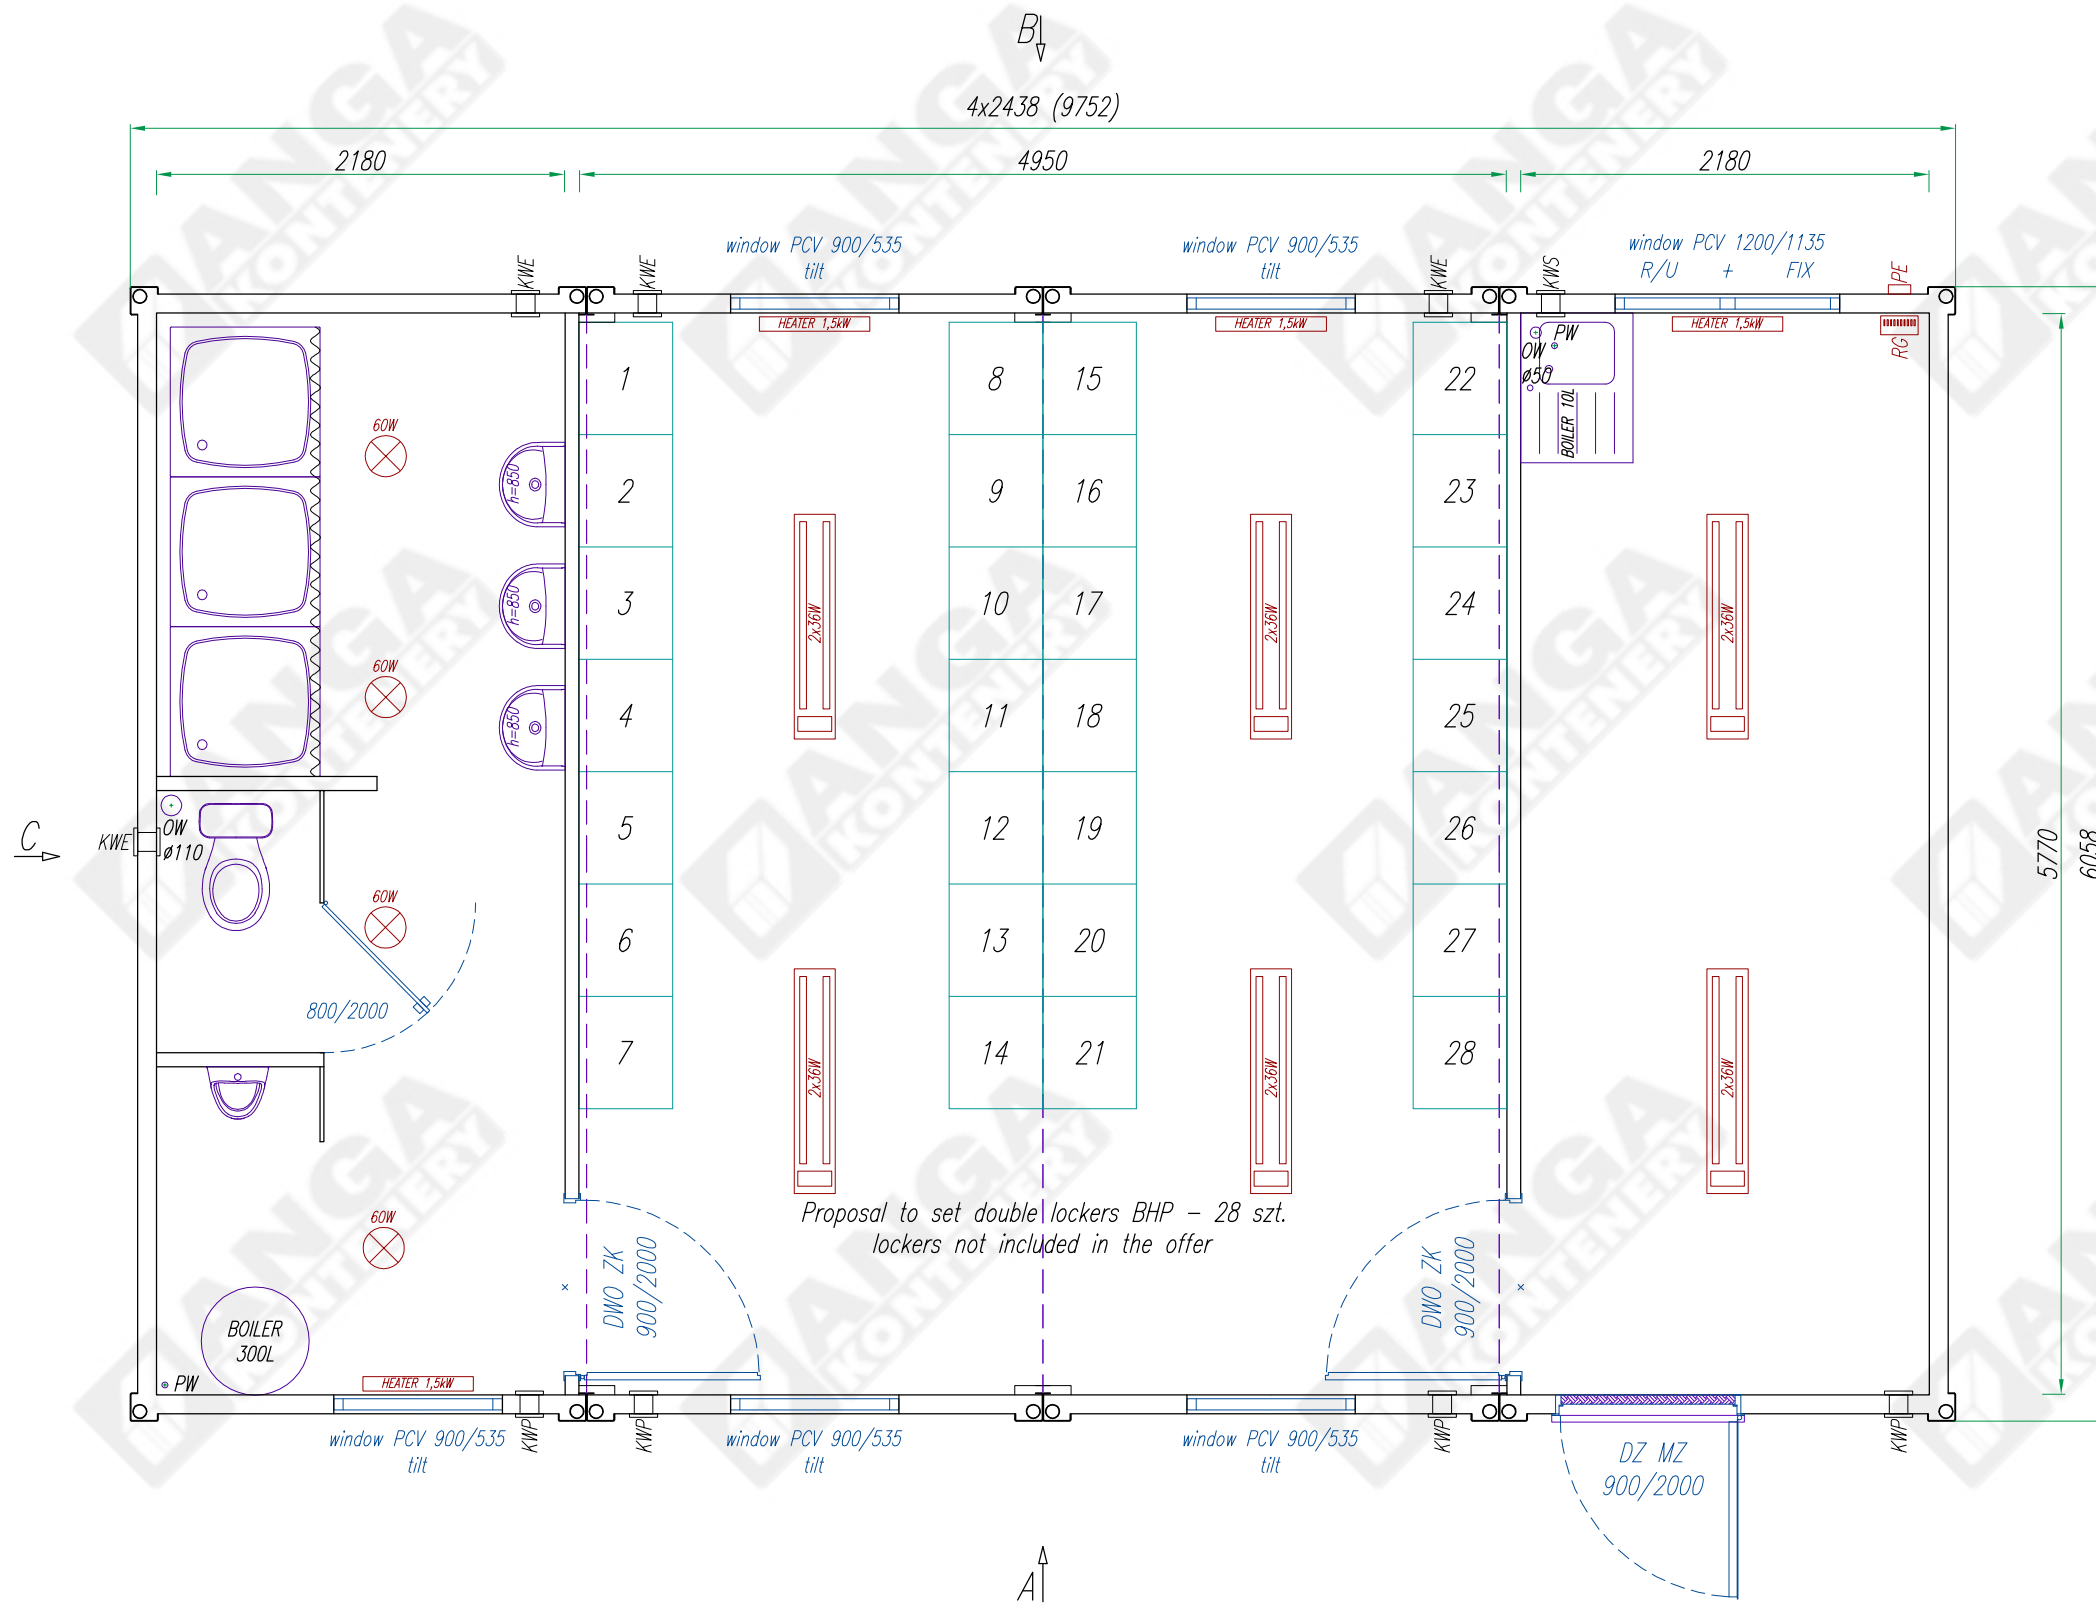 B
4x2438 (9752)
2180
4950
2180
window PCV 900/535
tilt
window PCV 900/535
tilt
window PCV 1200/1135
R/U + FIX
KWE
KWE
KWE
KWS
PE
HEATER 1,5kW
HEATER 1,5kW
HEATER 1,5kW
RG
PW
OW
ø50
BOILER 10L
1
8
15
22
2
9
16
23
3
10
17
24
4
11
18
25
5
12
19
26
6
13
20
27
7
14
21
28
60W
60W
60W
60W
h=850
h=850
h=850
2x36W
2x36W
2x36W
2x36W
2x36W
2x36W
C
KWE
OW
ø110
800/2000
5770
6058
Proposal to set double lockers BHP - 28 szt.
lockers not included in the offer
DWO ZK
900/2000
DWO ZK
900/2000
BOILER
300L
PW
HEATER 1,5kW
window PCV 900/535
tilt
KWP
KWP
window PCV 900/535
tilt
window PCV 900/535
tilt
KWP
KWP
DZ MZ
900/2000
A
ANGA
KONTENERY